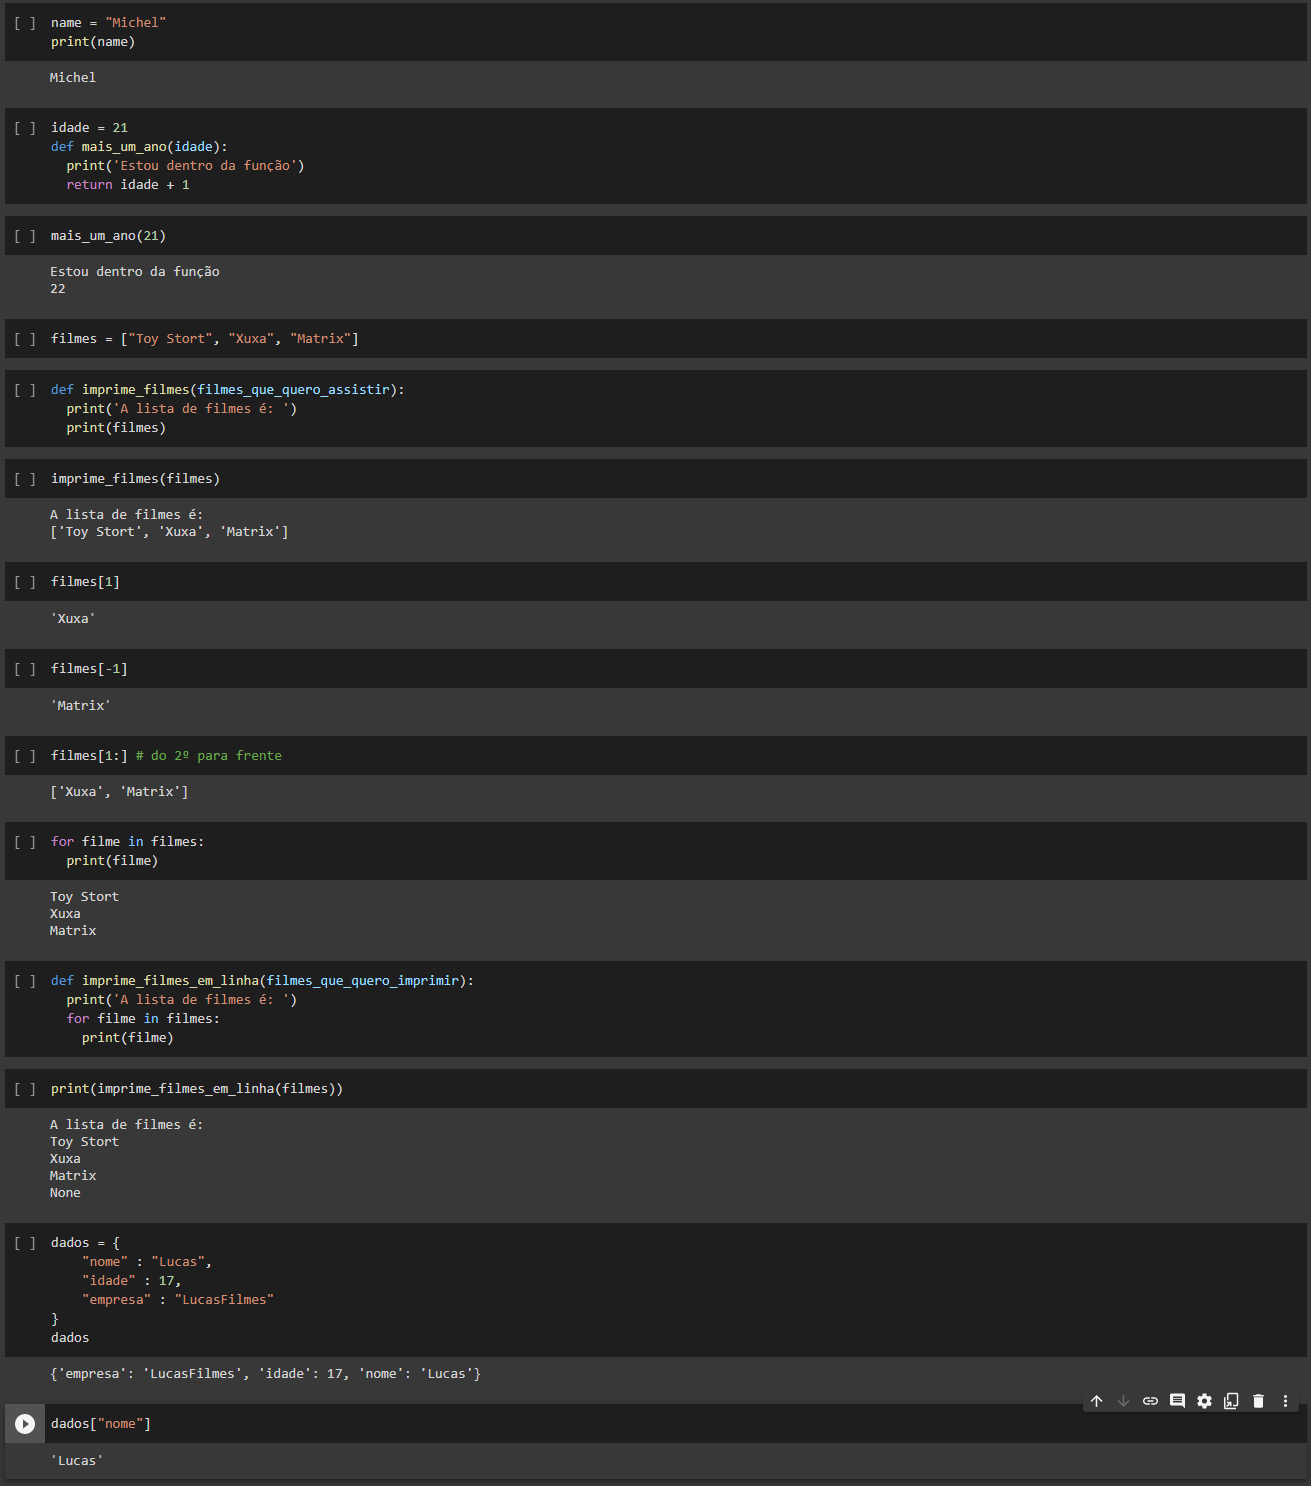 [ ] name = "Michel"
print(name)
Michel
[ ] idade = 21
def mais_um_ano(idade):
  print('Estou dentro da função')
  return idade + 1
[ ] mais_um_ano(21)
Estou dentro da função
22
[ ] filmes = ["Toy Stort", "Xuxa", "Matrix"]
[ ] def imprime_filmes(filmes_que_quero_assistir):
  print('A lista de filmes é: ')
  print(filmes)
[ ] imprime_filmes(filmes)
A lista de filmes é:
['Toy Stort', 'Xuxa', 'Matrix']
[ ] filmes[1]
'Xuxa'
[ ] filmes[-1]
'Matrix'
[ ] filmes[1:] # do 2º para frente
['Xuxa', 'Matrix']
[ ] for filme in filmes:
  print(filme)
Toy Stort
Xuxa
Matrix
[ ] def imprime_filmes_em_linha(filmes_que_quero_imprimir):
  print('A lista de filmes é: ')
  for filme in filmes:
    print(filme)
[ ] print(imprime_filmes_em_linha(filmes))
A lista de filmes é:
Toy Stort
Xuxa
Matrix
None
[ ] dados = {
    "nome" : "Lucas",
    "idade" : 17,
    "empresa" : "LucasFilmes"
}
dados
{'empresa': 'LucasFilmes', 'idade': 17, 'nome': 'Lucas'}
dados["nome"]
'Lucas'